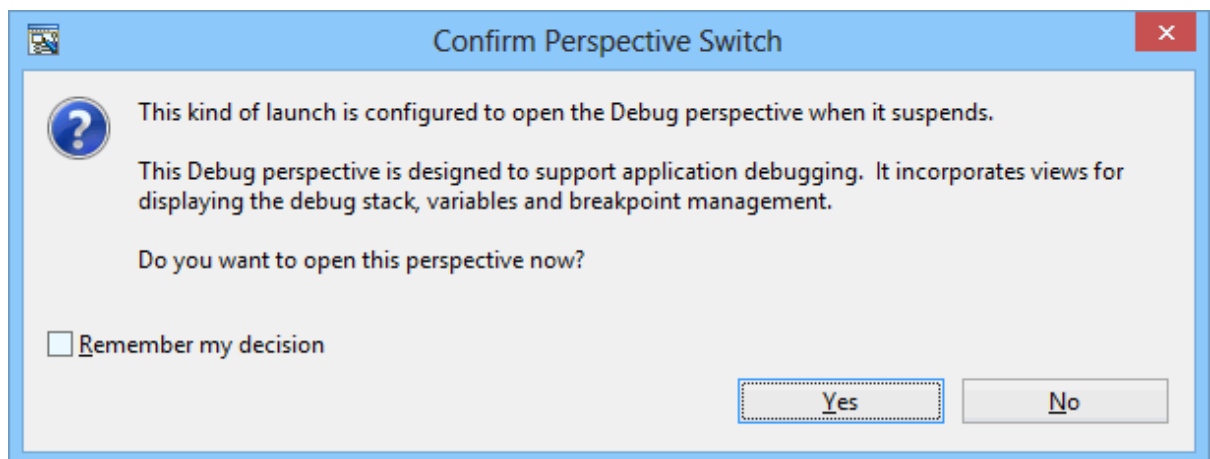 Confirm Perspective Switch
This kind of launch is configured to open the Debug perspective when it suspends.
This Debug perspective is designed to support application debugging.  It incorporates views for
displaying the debug stack, variables and breakpoint management.
Do you want to open this perspective now?
Remember my decision
Yes No